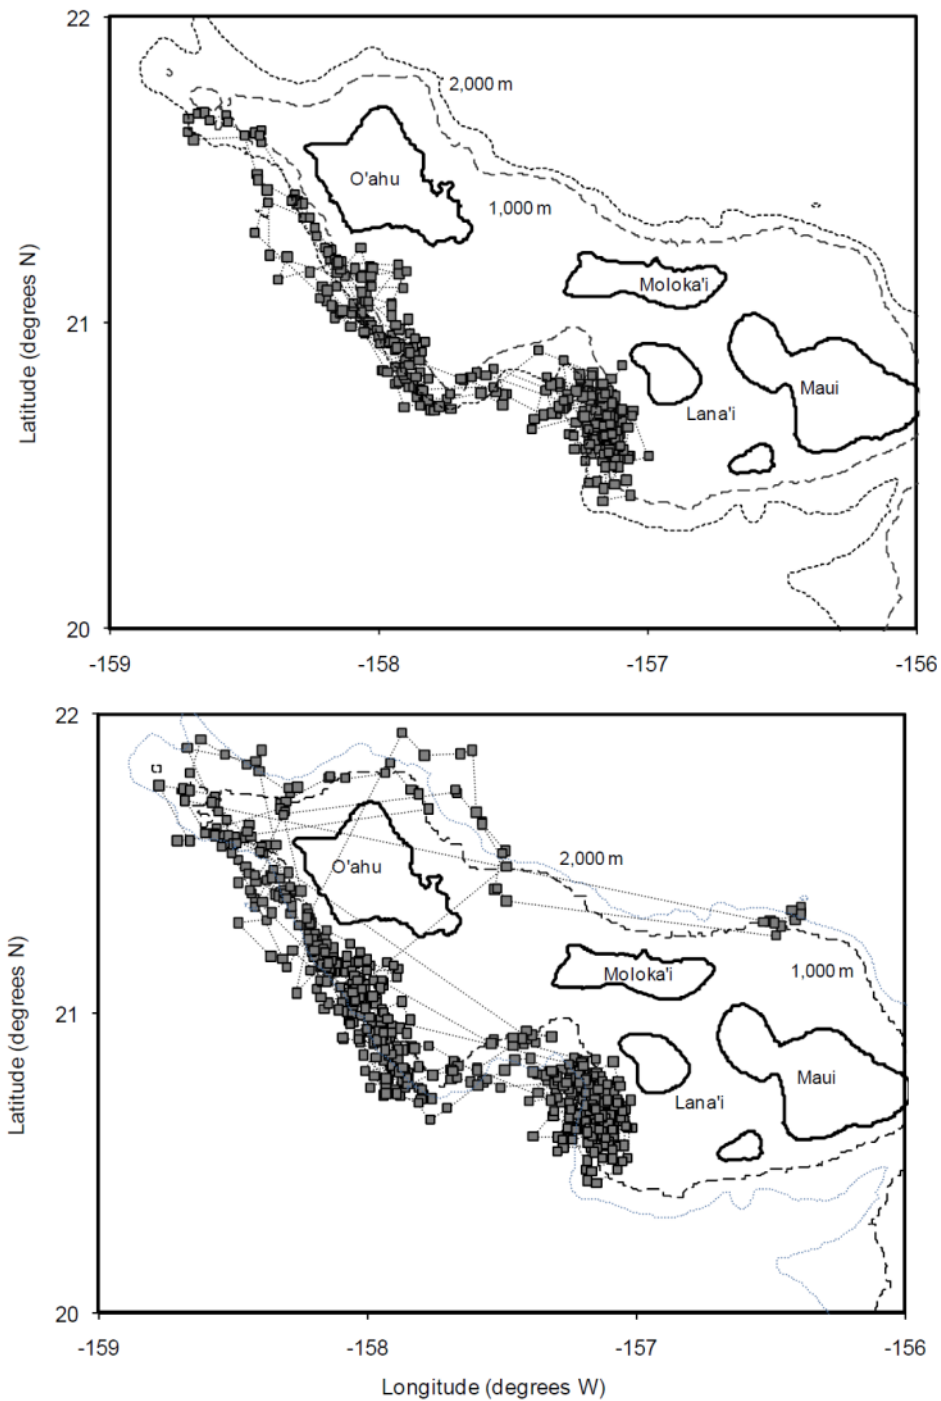 22
2,000 m
O'ahu
1,000 m
Moloka'i
21
Maui
Lana'i
20
-159
-158
-157
-156
Latitude (degrees N)
22
2,000 m
O'ahu
Moloka'i
1,000 m
21
Maui
Lana'i
20
-159
-158
-157
-156
Latitude (degrees N)
Longitude (degrees W)